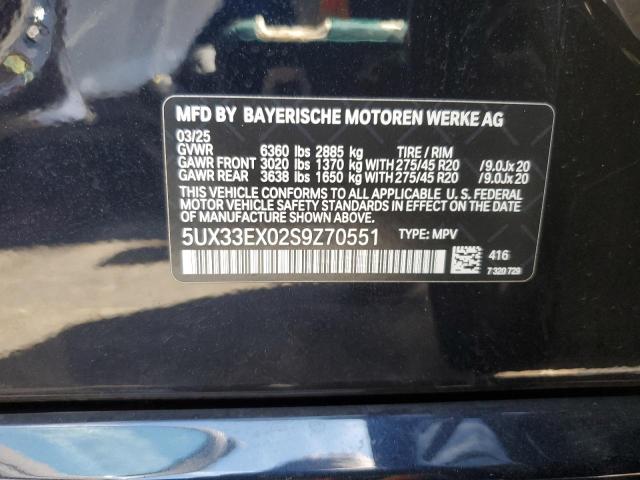 MFD BY BAYERISCHE MOTOREN WERKE AG
03/25
GVWR 6360 lbs 2885 kg TIRE / RIM
GAWR FRONT 3020 lbs 1370 kg WITH 275/45 R20 /9.0Jx20
GAWR REAR 3638 lbs 1650 kg WITH 275/45 R20 /9.0Jx20
THIS VEHICLE CONFORMS TO ALL APPLICABLE U. S. FEDERAL
MOTOR VEHICLE SAFETY STANDARDS IN EFFECT ON THE
DATE OF MANUFACTURE SHOWN ABOVE.
5UX33EX02S9Z70551 TYPE: MPV
416
7 320 729